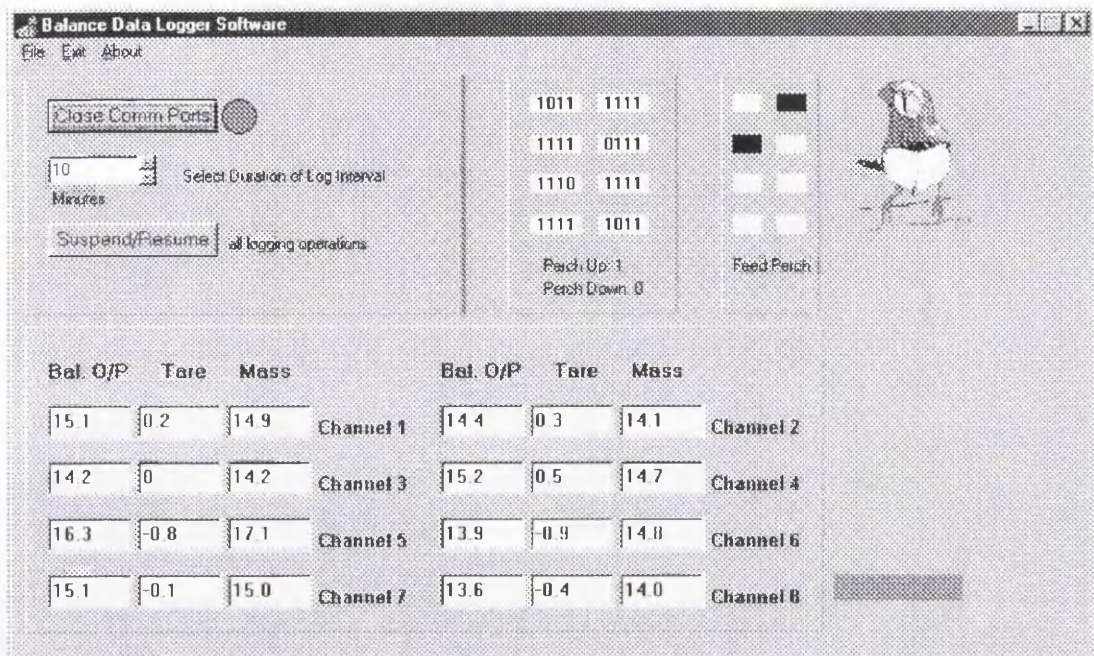 Balance Data Logger Software
File Exit About
Close Comm Ports
10
Select Duration of Log Interval
Minutes
Suspend/Resume all logging operations
1011 1111
1111 0111
1110 1111
1111 1011
Perch Up: 1
Perch Down: 0
Feed Perch
Bal. O/P Tare Mass Bal. O/P Tare Mass
15.1 0.2 14.9 Channel 1 14.4 0.3 14.1 Channel 2
14.2 0 14.2 Channel 3 15.2 0.5 14.7 Channel 4
16.3 -0.8 17.1 Channel 5 13.9 -0.9 14.8 Channel 6
15.1 -0.1 15.0 Channel 7 13.6 -0.4 14.0 Channel 8